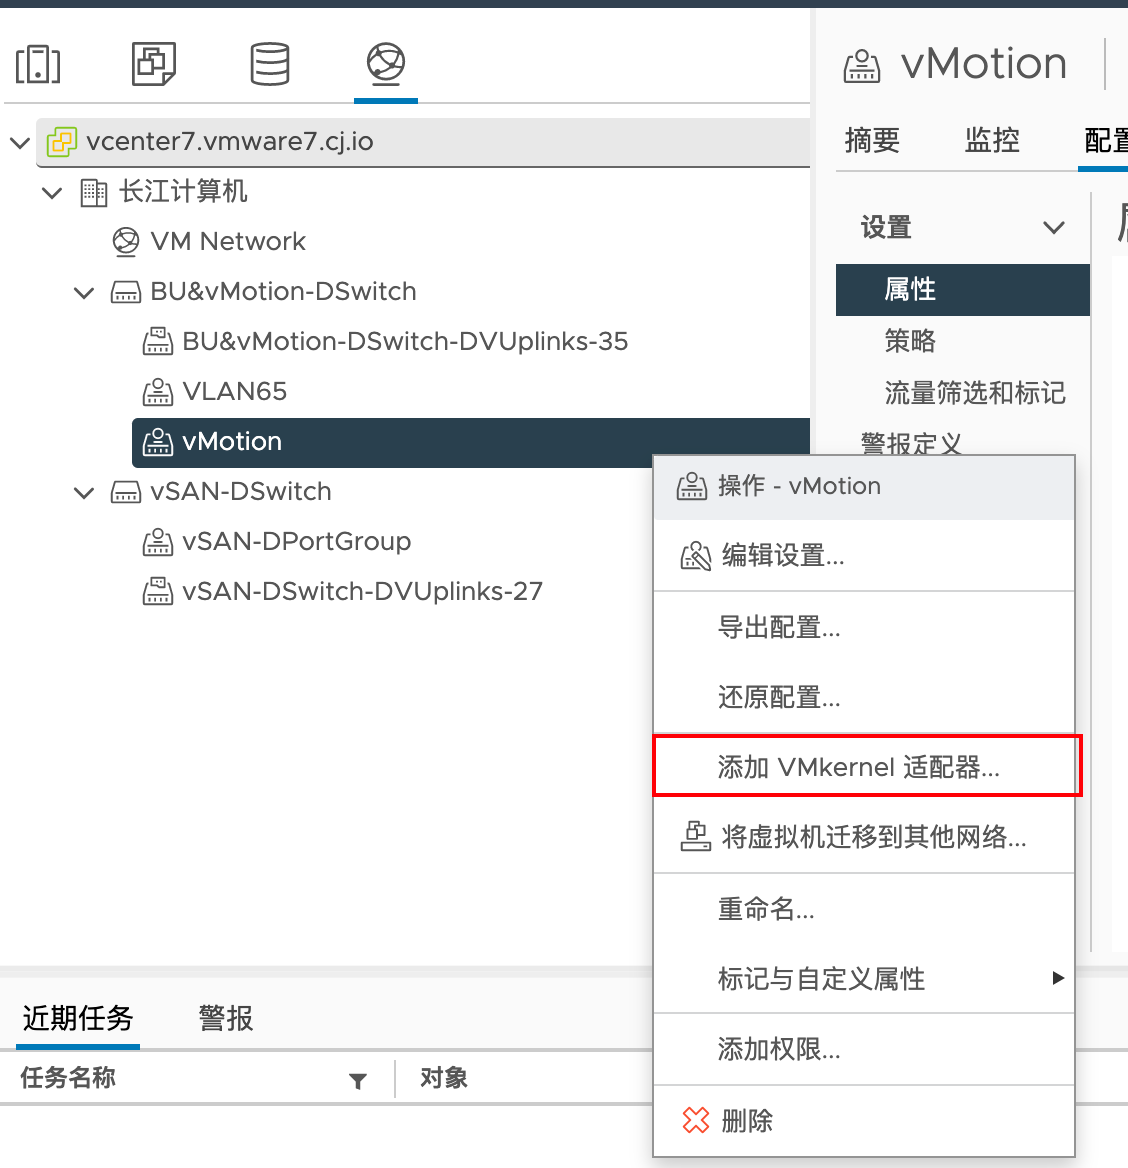 vcenter7.vmware7.cj.io
长江计算机
VM Network
BU&vMotion-DSwitch
BU&vMotion-DSwitch-DVUplinks-35
VLAN65
vMotion
vSAN-DSwitch
vSAN-DPortGroup
vSAN-DSwitch-DVUplinks-27
vMotion
摘要
监控
配置
设置
属性
策略
流量筛选和标记
警报定义
操作 - vMotion
编辑设置...
导出配置...
还原配置...
添加 VMkernel 适配器...
将虚拟机迁移到其他网络...
重命名...
标记与自定义属性
添加权限...
删除
近期任务
警报
任务名称
对象